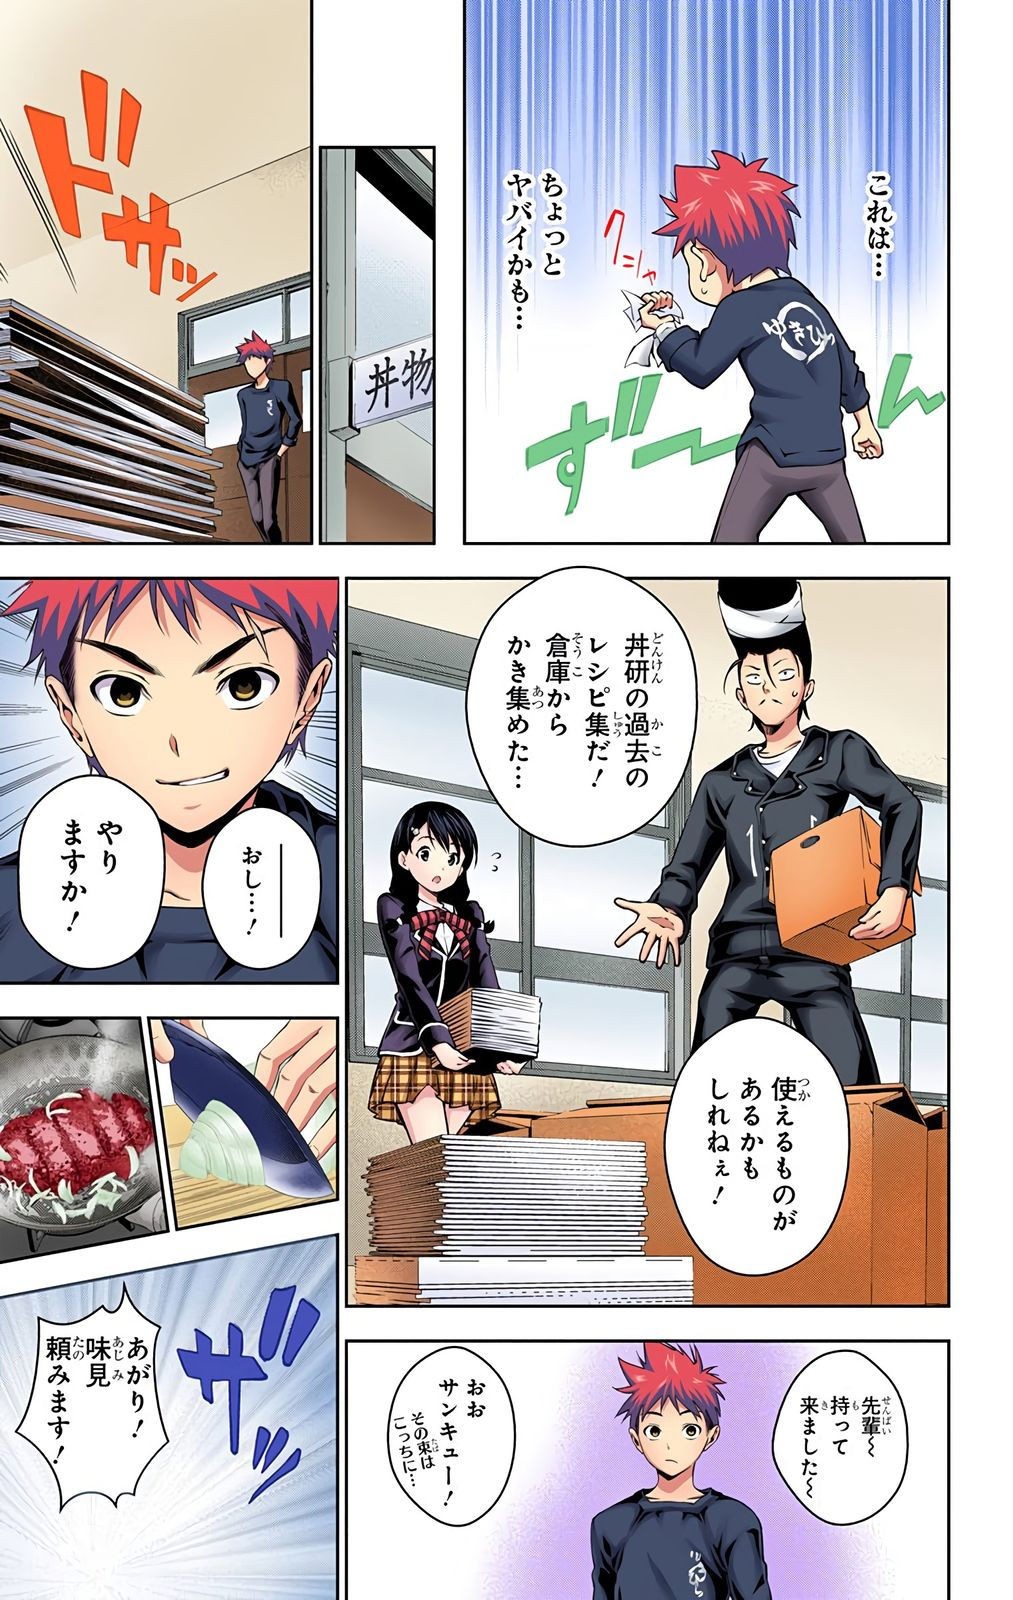 これは…
ちょっと
ヤバイかも…
クニャ
ゆきひら
ずーん
丼物
ドサッ
丼研の過去の
レシピ集だ！
倉庫から
かき集めた…
使えるものが
あるかも
しれねぇ！
おし…！
──
やり
ますか！
先輩〜
持って
来ました〜
おお
サンキュー！
その束は
こっちに…
ザッ
あがり！
味見
頼みます！